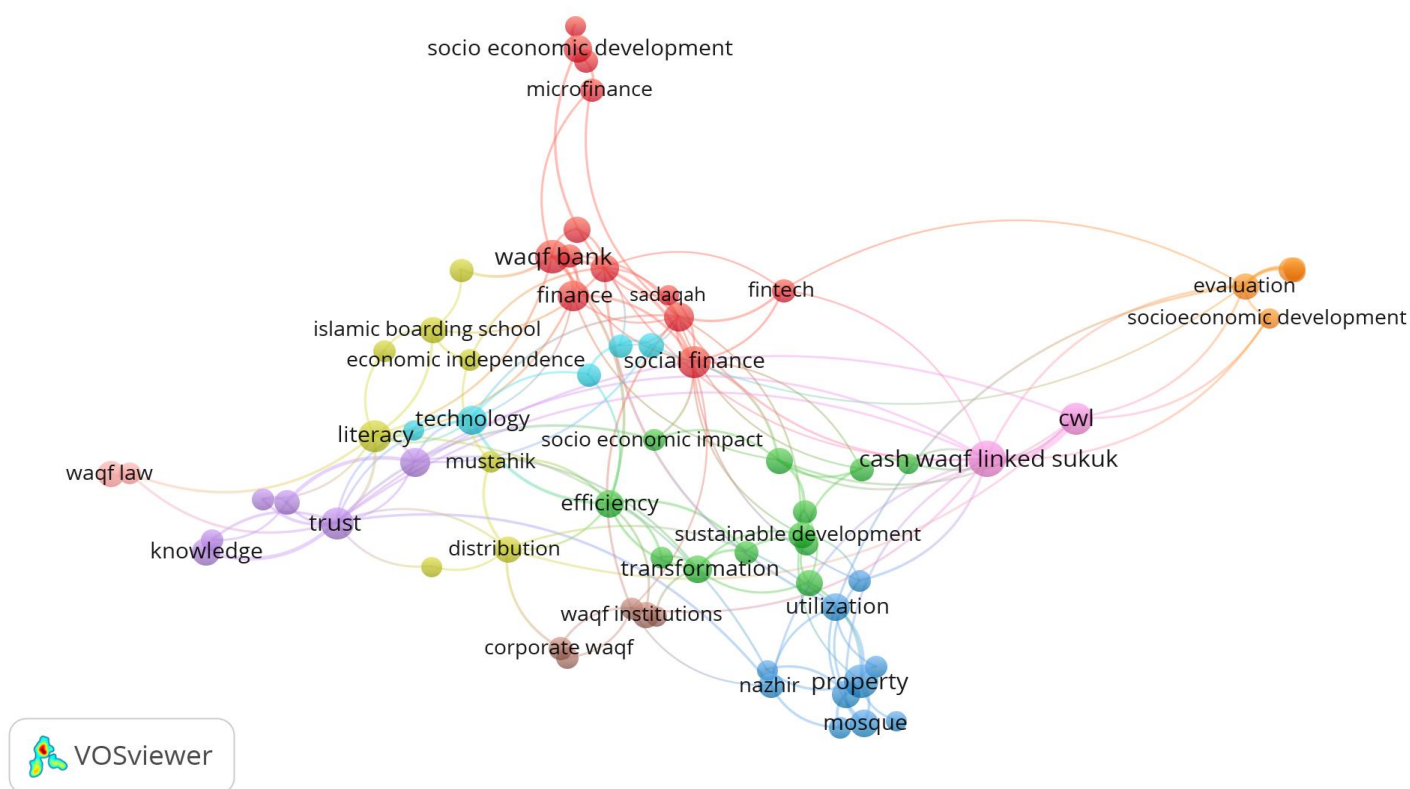 socio economic development
microfinance
waqf bank
finance
sadaqah
fintech
evaluation
socioeconomic development
islamic boarding school
economic independence
social finance
technology
literacy
cwl
socio economic impact
cash waqf linked sukuk
mustahik
waqf law
efficiency
trust
sustainable development
knowledge
distribution
transformation
utilization
waqf institutions
corporate waqf
nazhir
property
mosque
VOSviewer